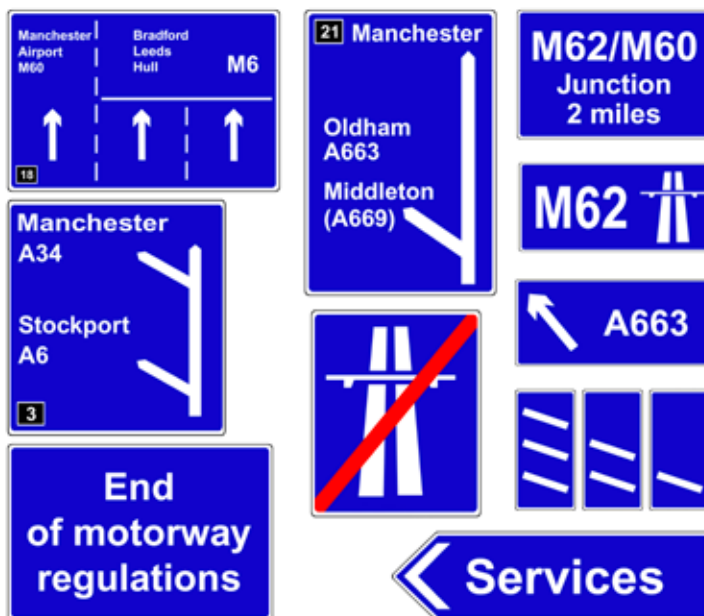 Manchester
Airport
M60
Bradford
Leeds
Hull
M6
18
21 Manchester
Oldham
A663
Middleton
(A669)
M62/M60
Junction
2 miles
M62
Manchester
A34
Stockport
A6
3
A663
End
of motorway
regulations
Services